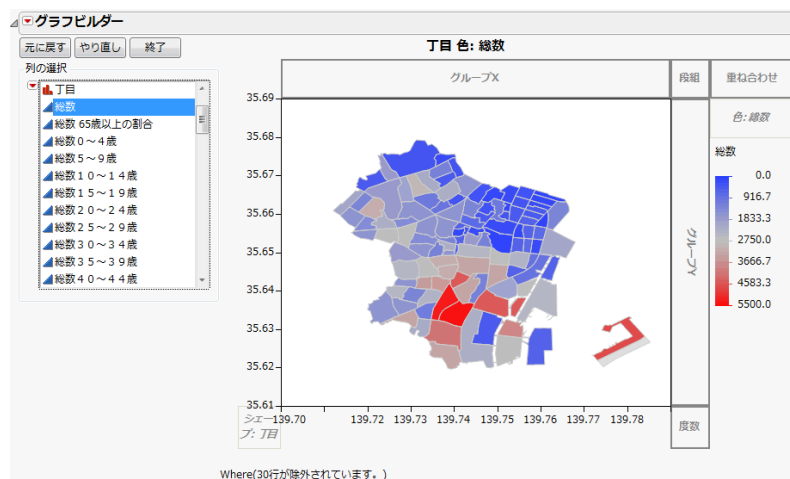 グラフビルダー
元に戻す やり直し 終了
列の選択
丁目
総数
総数 65歳以上の割合
総数０～４歳
総数５～９歳
総数１０～１４歳
総数１５～１９歳
総数２０～２４歳
総数２５～２９歳
総数３０～３４歳
総数３５～３９歳
総数４０～４４歳
丁目 色: 総数
グループX 段組 重ね合わせ
色: 総数
総数
0.0
916.7
1833.3
2750.0
3666.7
4583.3
5500.0
グループY
35.69
35.68
35.67
35.66
35.65
35.64
35.63
35.62
35.61
シェー
プ: 丁目
139.70 139.72 139.73 139.74 139.75 139.76 139.77 139.78
度数
Where(30行が除外されています。)